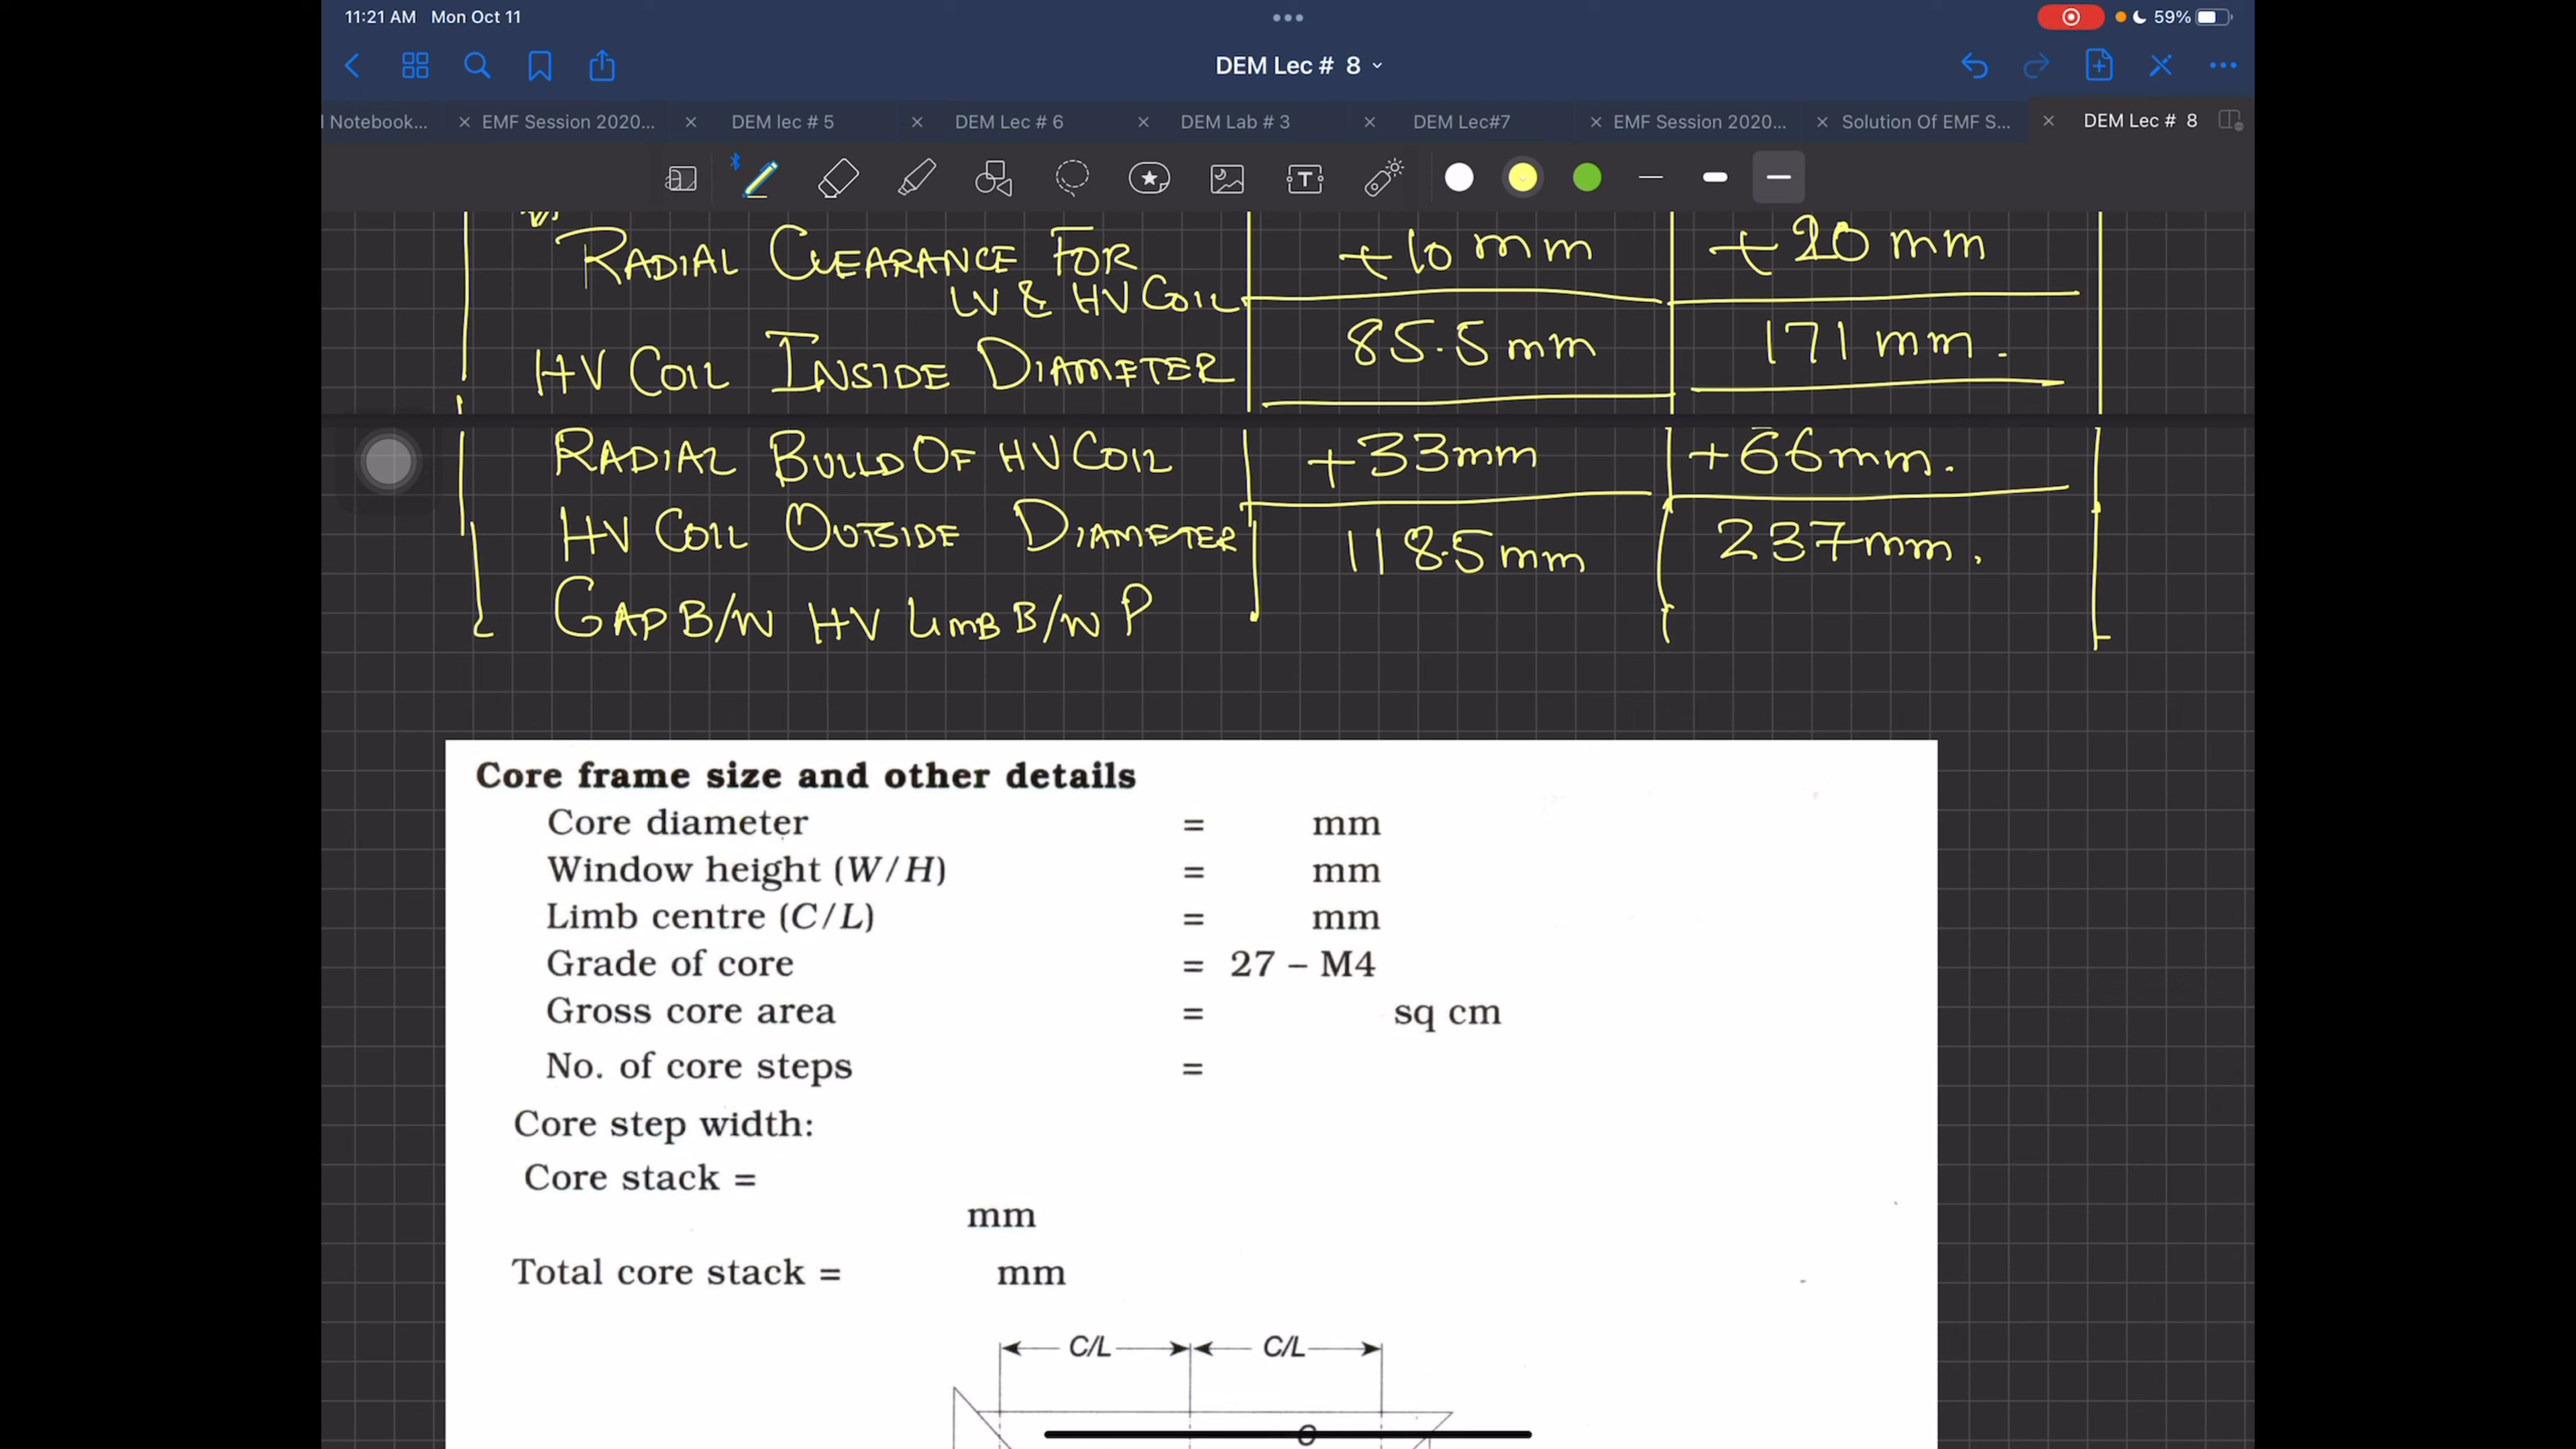 11:21 AM Mon Oct 11
59%
DEM Lec # 8
l Notebook... EMF Session 2020... DEM lec # 5 DEM Lec # 6 DEM Lab # 3 DEM Lec#7 EMF Session 2020... Solution Of EMF S... DEM Lec # 8
RADIAL CLEARANCE FOR +10 mm +20 mm
LV & HV COIL
HV COIL INSIDE DIAMETER 85.5 mm 171 mm.
RADIAL BUILD OF HV COIL +33mm +66mm.
HV COIL OUTSIDE DIAMETER 118.5 mm 237mm.
GAP B/W HV LIMB B/W P
Core frame size and other details
Core diameter = mm
Window height (W/H) = mm
Limb centre (C/L) = mm
Grade of core = 27 – M4
Gross core area = sq cm
No. of core steps =
Core step width:
Core stack =
mm
Total core stack = mm
C/L C/L